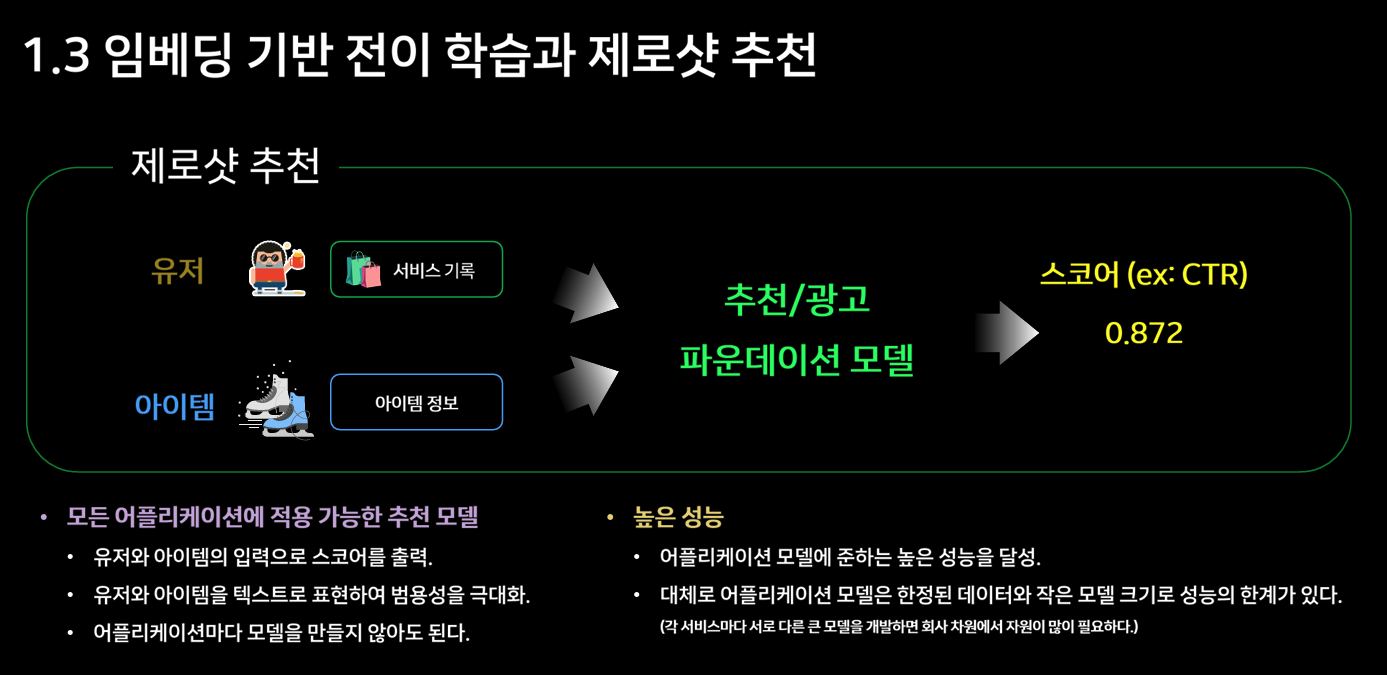 1.3 임베딩 기반 전이 학습과 제로샷 추천
제로샷 추천
유저
서비스 기록
아이템
아이템 정보
추천/광고
파운데이션 모델
스코어 (ex: CTR)
0.872
• 모든 어플리케이션에 적용 가능한 추천 모델
• 유저와 아이템의 입력으로 스코어를 출력.
• 유저와 아이템을 텍스트로 표현하여 범용성을 극대화.
• 어플리케이션마다 모델을 만들지 않아도 된다.
• 높은 성능
• 어플리케이션 모델에 준하는 높은 성능을 달성.
• 대체로 어플리케이션 모델은 한정된 데이터와 작은 모델 크기로 성능의 한계가 있다.
(각 서비스마다 서로 다른 큰 모델을 개발하면 회사 차원에서 자원이 많이 필요하다.)